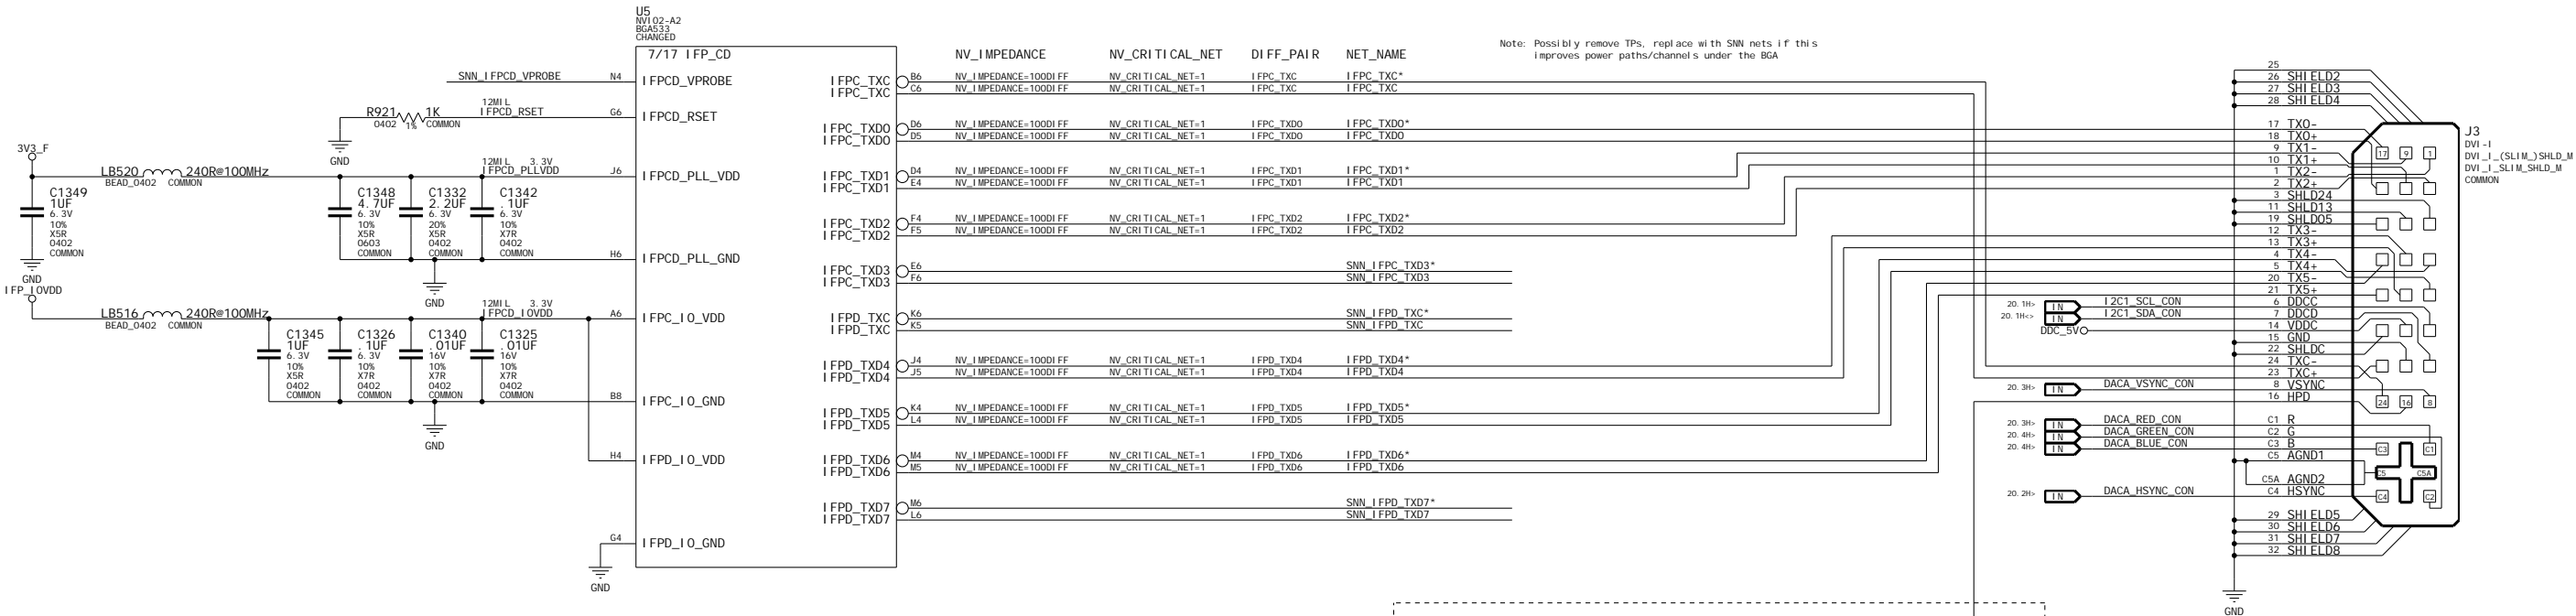 U5
NVIO2-A2
BGA533
CHANGED
7/17 IFP_CD
NV_IMPEDANCE NV_CRITICAL_NET DIFF_PAIR NET_NAME
Note: Possibly remove TPs, replace with SNN nets if this
improves power paths/channels under the BGA
SNN_IFPCD_VPROBE N4 IFPCD_VPROBE
R921 1K
0402 1% COMMON
12MIL
IFPCD_RSET G6 IFPCD_RSET
GND
3V3_F
LB520 240R@100MHz
BEAD_0402 COMMON
12MIL 3.3V
IFPCD_PLLVDD J6 IFPCD_PLL_VDD
C1349
1UF
6.3V
10%
X5R
0402
COMMON
GND
C1348
4.7UF
6.3V
10%
X5R
0603
COMMON
C1332
2.2UF
6.3V
20%
X5R
0402
COMMON
C1342
.1UF
6.3V
10%
X7R
0402
COMMON
H6 IFPCD_PLL_GND
GND
IFP_IOVDD
LB516 240R@100MHz
BEAD_0402 COMMON
12MIL 3.3V
IFPCD_IOVDD A6 IFPC_IO_VDD
C1345
1UF
6.3V
10%
X5R
0402
COMMON
C1326
.1UF
6.3V
10%
X7R
0402
COMMON
C1340
.01UF
16V
10%
X7R
0402
COMMON
C1325
.01UF
16V
10%
X7R
0402
COMMON
B8 IFPC_IO_GND
GND
H4 IFPD_IO_VDD
G4 IFPD_IO_GND
GND
IFPC_TXC B6 NV_IMPEDANCE=100DIFF NV_CRITICAL_NET=1 IFPC_TXC IFPC_TXC*
IFPC_TXC C6 NV_IMPEDANCE=100DIFF NV_CRITICAL_NET=1 IFPC_TXC IFPC_TXC
IFPC_TXD0 D6 NV_IMPEDANCE=100DIFF NV_CRITICAL_NET=1 IFPC_TXD0 IFPC_TXD0*
IFPC_TXD0 D5 NV_IMPEDANCE=100DIFF NV_CRITICAL_NET=1 IFPC_TXD0 IFPC_TXD0
IFPC_TXD1 D4 NV_IMPEDANCE=100DIFF NV_CRITICAL_NET=1 IFPC_TXD1 IFPC_TXD1*
IFPC_TXD1 E4 NV_IMPEDANCE=100DIFF NV_CRITICAL_NET=1 IFPC_TXD1 IFPC_TXD1
IFPC_TXD2 F4 NV_IMPEDANCE=100DIFF NV_CRITICAL_NET=1 IFPC_TXD2 IFPC_TXD2*
IFPC_TXD2 F5 NV_IMPEDANCE=100DIFF NV_CRITICAL_NET=1 IFPC_TXD2 IFPC_TXD2
IFPC_TXD3 E6 SNN_IFPC_TXD3*
IFPC_TXD3 F6 SNN_IFPC_TXD3
IFPD_TXC K6 SNN_IFPD_TXC*
IFPD_TXC K5 SNN_IFPD_TXC
IFPD_TXD4 J4 NV_IMPEDANCE=100DIFF NV_CRITICAL_NET=1 IFPD_TXD4 IFPD_TXD4*
IFPD_TXD4 J5 NV_IMPEDANCE=100DIFF NV_CRITICAL_NET=1 IFPD_TXD4 IFPD_TXD4
IFPD_TXD5 K4 NV_IMPEDANCE=100DIFF NV_CRITICAL_NET=1 IFPD_TXD5 IFPD_TXD5*
IFPD_TXD5 L4 NV_IMPEDANCE=100DIFF NV_CRITICAL_NET=1 IFPD_TXD5 IFPD_TXD5
IFPD_TXD6 M4 NV_IMPEDANCE=100DIFF NV_CRITICAL_NET=1 IFPD_TXD6 IFPD_TXD6*
IFPD_TXD6 M5 NV_IMPEDANCE=100DIFF NV_CRITICAL_NET=1 IFPD_TXD6 IFPD_TXD6
IFPD_TXD7 M6 SNN_IFPD_TXD7*
IFPD_TXD7 L6 SNN_IFPD_TXD7
25
26 SHIELD2
27 SHIELD3
28 SHIELD4
17 TX0-
18 TX0+
9 TX1-
10 TX1+
1 TX2-
2 TX2+
3 SHLD24
11 SHLD13
19 SHLD05
12 TX3-
13 TX3+
4 TX4-
5 TX4+
20 TX5-
21 TX5+
20.1H> IN I2C1_SCL_CON 6 DDCC
20.1H<> IN I2C1_SDA_CON 7 DDCD
DDC_5V 14 VDDC
15 GND
22 SHLDC
24 TXC-
23 TXC+
20.3H> IN DACA_VSYNC_CON 8 VSYNC
16 HPD
20.3H> IN DACA_RED_CON C1 R
20.4H> IN DACA_GREEN_CON C2 G
20.4H> IN DACA_BLUE_CON C3 B
C5 AGND1
C5A AGND2
20.2H> IN DACA_HSYNC_CON C4 HSYNC
29 SHIELD5
30 SHIELD6
31 SHIELD7
32 SHIELD8
GND
J3
DVI-I
DVI_I_(SLIM_)SHLD_M
DVI_I_SLIM_SHLD_M
COMMON
17 9 1
24 16 8
C3 C1
C5 C5A
C4 C2